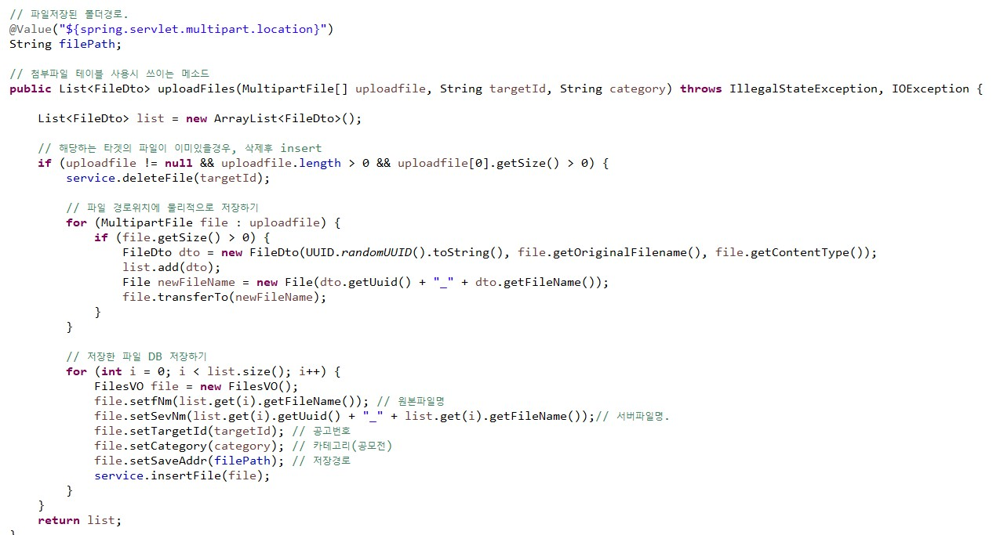 // 파일저장된 폴더경로.
@Value("${spring.servlet.multipart.location}")
String filePath;
// 첨부파일 테이블 사용시 쓰이는 메소드
public List<FileDto> uploadFiles(MultipartFile[] uploadfile, String targetId, String category) throws IllegalStateException, IOException {
List<FileDto> list = new ArrayList<FileDto>();
// 해당하는 타겟의 파일이 이미있을경우, 삭제후 insert
if (uploadfile != null && uploadfile.length > 0 && uploadfile[0].getSize() > 0) {
service.deleteFile(targetId);
// 파일 경로위치에 물리적으로 저장하기
for (MultipartFile file : uploadfile) {
if (file.getSize() > 0) {
FileDto dto = new FileDto(UUID.randomUUID().toString(), file.getOriginalFilename(), file.getContentType());
list.add(dto);
File newFileName = new File(dto.getUuid() + "_" + dto.getFileName());
file.transferTo(newFileName);
}
}
// 저장한 파일 DB 저장하기
for (int i = 0; i < list.size(); i++) {
FilesVO file = new FilesVO();
file.setfNm(list.get(i).getFileName()); // 원본파일명
file.setSevNm(list.get(i).getUuid() + "_" + list.get(i).getFileName());// 서버파일명.
file.setTargetId(targetId); // 공고번호
file.setCategory(category); // 카테고리(공모전)
file.setSaveAddr(filePath); // 저장경로
service.insertFile(file);
}
}
return list;
}